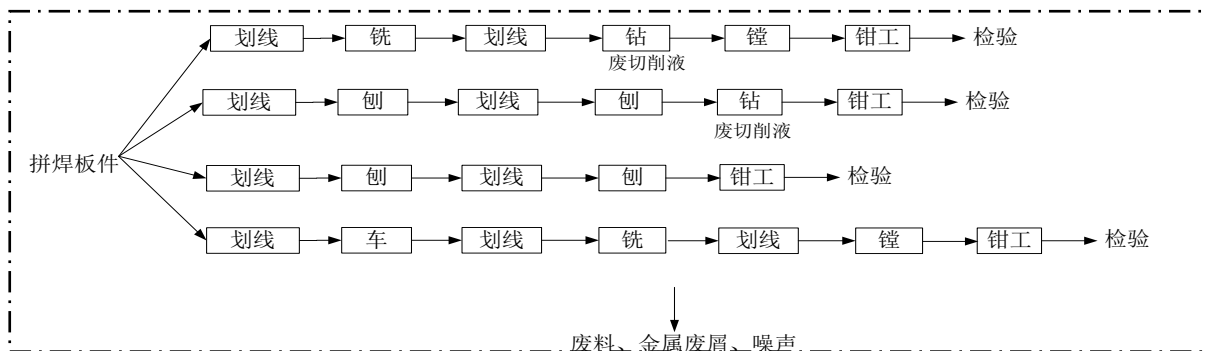 划线 铣 划线 钻 镗 钳工 检验
废切削液
划线 刨 划线 刨 钻 钳工 检验
废切削液
拼焊板件
划线 刨 划线 刨 钳工 检验
划线 车 划线 铣 划线 镗 钳工 检验
废料、金属废屑、噪声